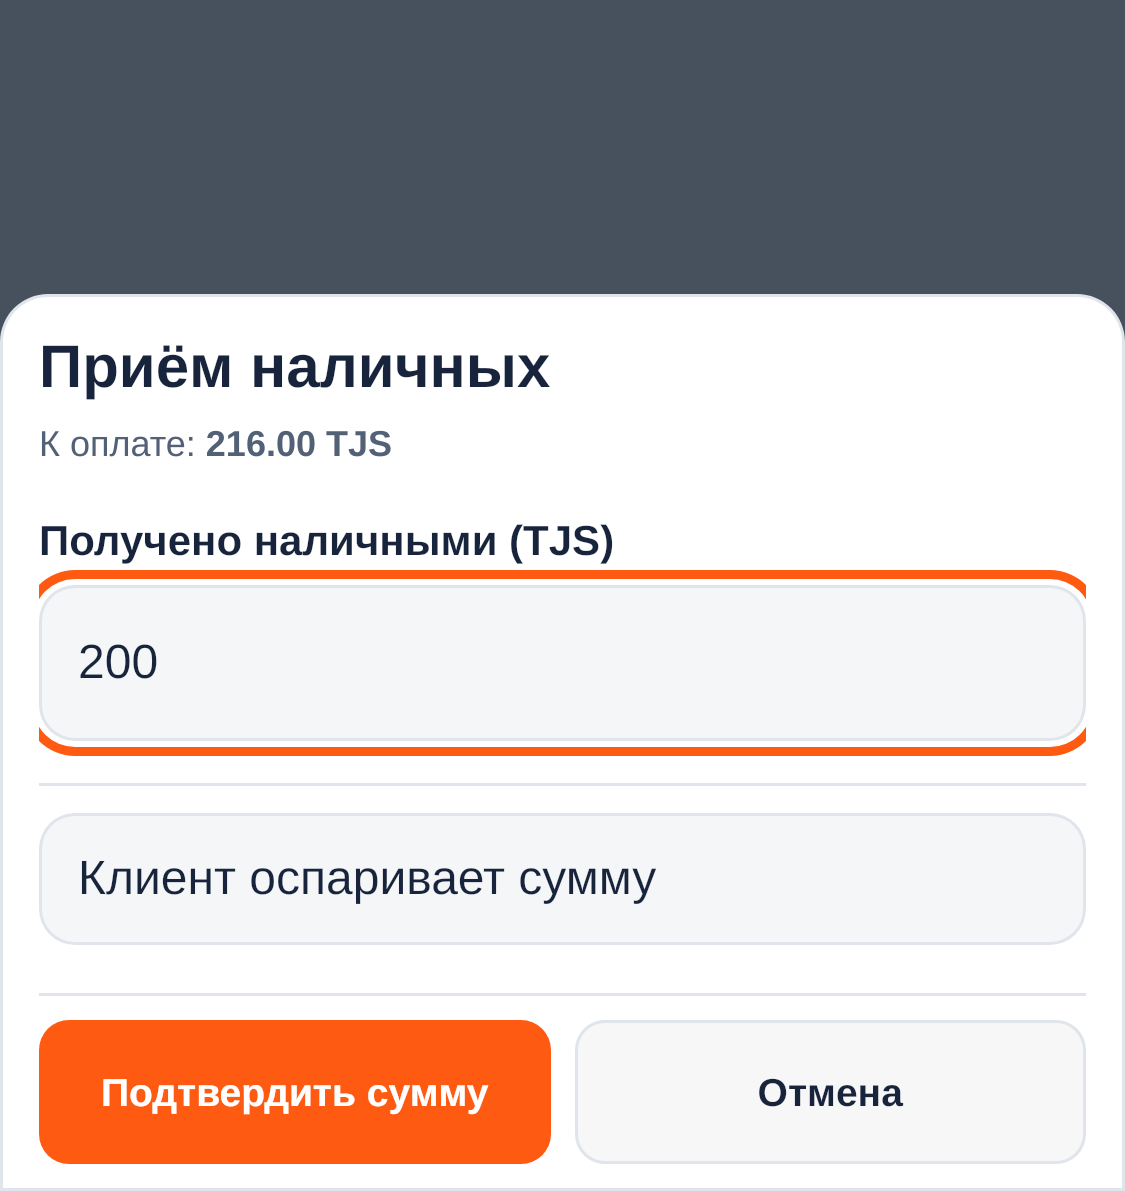 Приём наличных
К оплате: 216.00 TJS
Получено наличными (TJS)
200
Клиент оспаривает сумму
Подтвердить сумму
Отмена